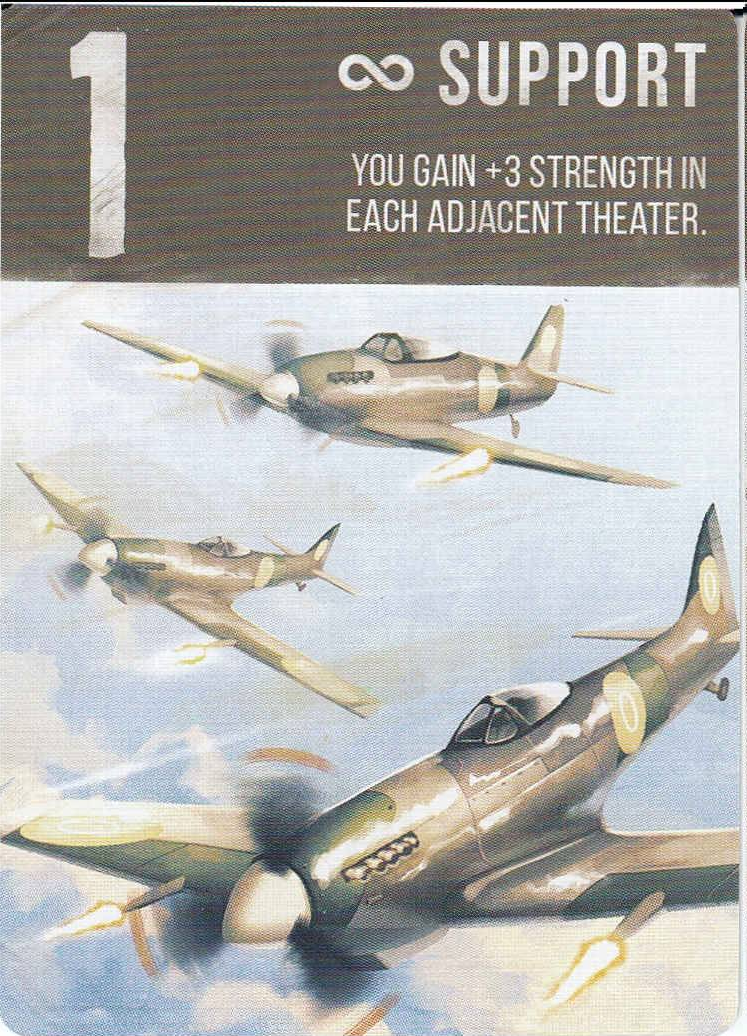 1
∞ SUPPORT
YOU GAIN +3 STRENGTH IN
EACH ADJACENT THEATER.